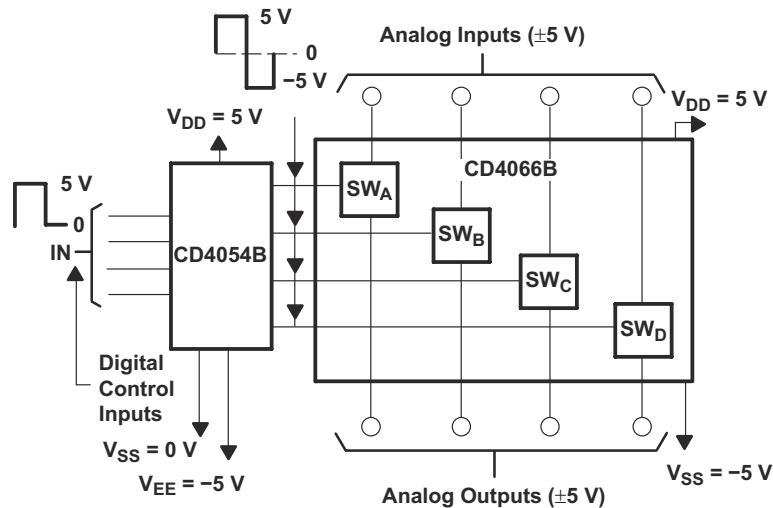 5 V
0
−5 V
Analog Inputs (±5 V)
V_DD = 5 V
V_DD = 5 V
CD4066B
5 V
0
IN
CD4054B
SW_A
SW_B
SW_C
SW_D
Digital
Control
Inputs
V_SS = 0 V
V_EE = −5 V
V_SS = −5 V
Analog Outputs (±5 V)